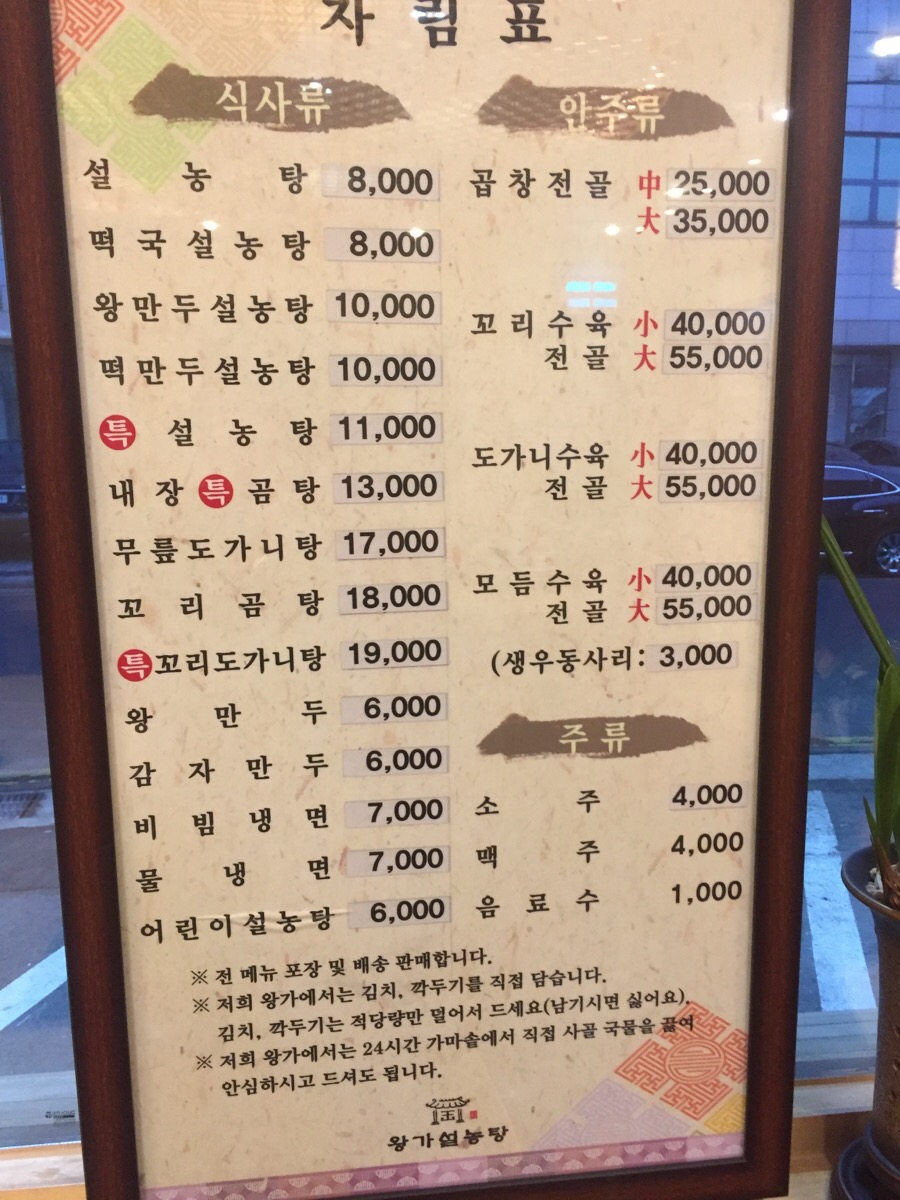 차림표
식사류
설농탕 8,000
떡국설농탕 8,000
왕만두설농탕 10,000
떡만두설농탕 10,000
특 설농탕 11,000
내장특곰탕 13,000
무릎도가니탕 17,000
꼬리곰탕 18,000
특꼬리도가니탕 19,000
왕만두 6,000
감자만두 6,000
비빔냉면 7,000
물냉면 7,000
어린이설농탕 6,000
안주류
곱창전골 中 25,000
大 35,000
꼬리수육 小 40,000
전골 大 55,000
도가니수육 小 40,000
전골 大 55,000
모듬수육 小 40,000
전골 大 55,000
(생우동사리: 3,000
주류
소주 4,000
맥주 4,000
음료수 1,000
※ 전 메뉴 포장 및 배송 판매합니다.
※ 저희 왕가에서는 김치, 깍두기를 직접 담습니다.
김치, 깍두기는 적당량만 덜어서 드세요(남기시면 싫어요).
※ 저희 왕가에서는 24시간 가마솥에서 직접 사골 국물을 끓여
안심하시고 드셔도 됩니다.
왕가설농탕